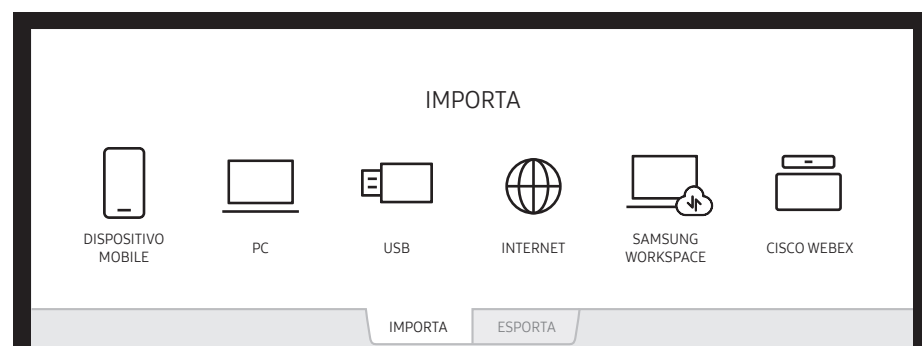 IMPORTA
DISPOSITIVO
MOBILE
PC
USB
INTERNET
SAMSUNG
WORKSPACE
CISCO WEBEX
IMPORTA
ESPORTA